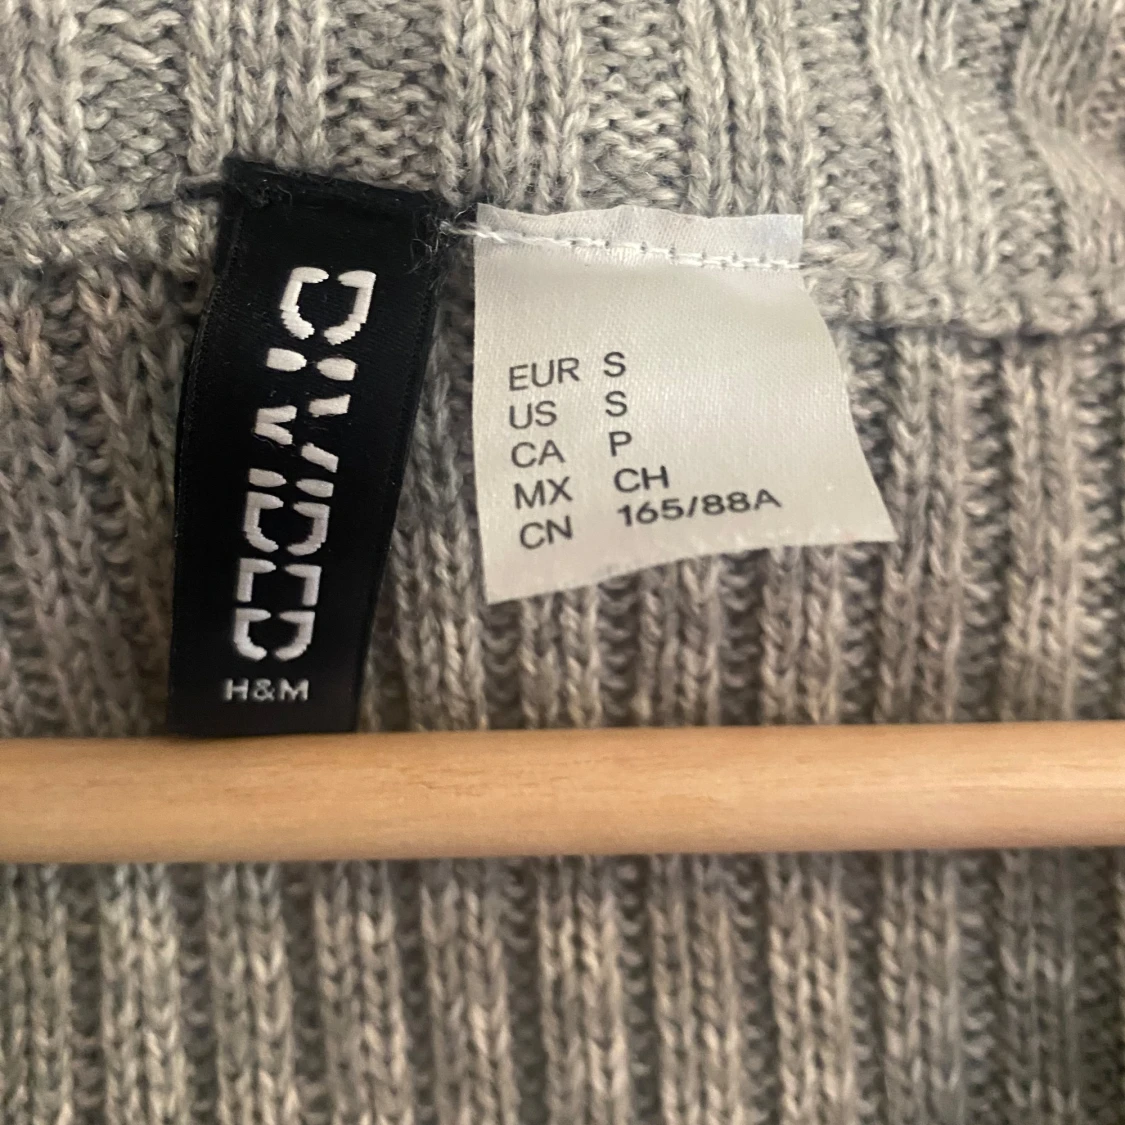 DIVIDED
H&M
EUR S
US S
CA P
MX CH
CN 165/88A